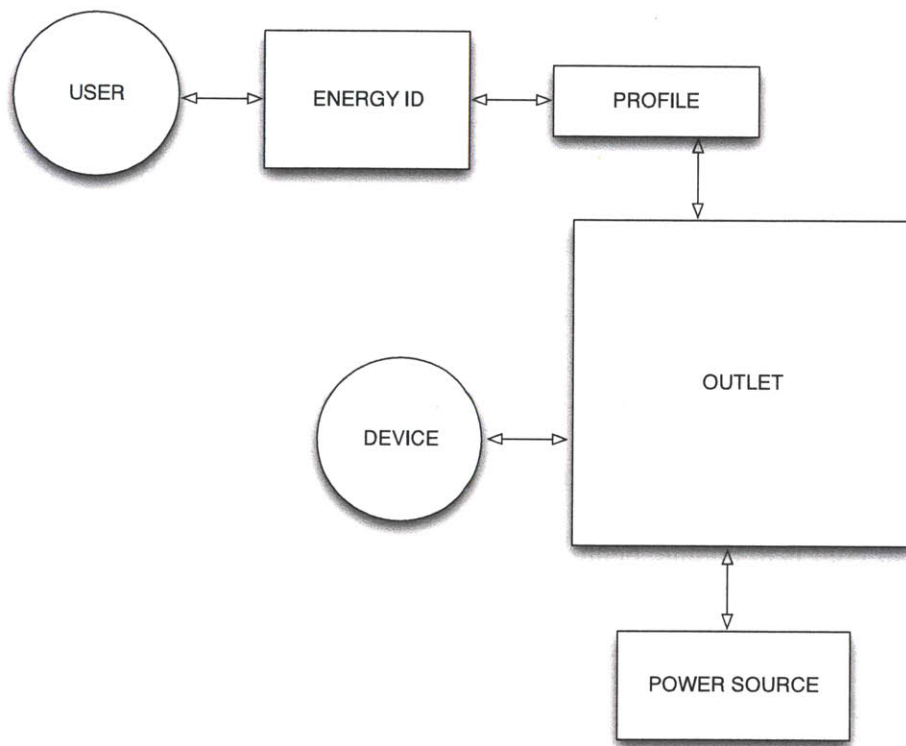 USER
ENERGY ID
PROFILE
OUTLET
DEVICE
POWER SOURCE